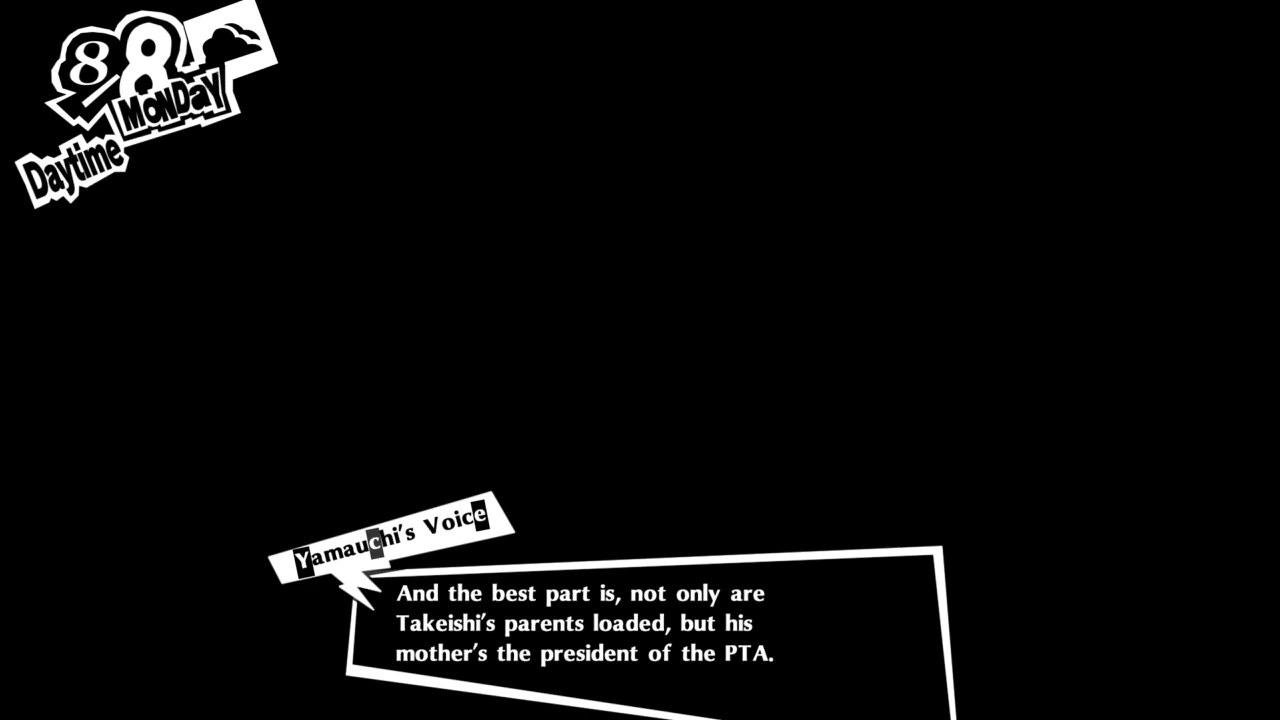 8/8
MONDAY
Daytime
Yamauchi's Voice
And the best part is, not only are
Takeishi's parents loaded, but his
mother's the president of the PTA.